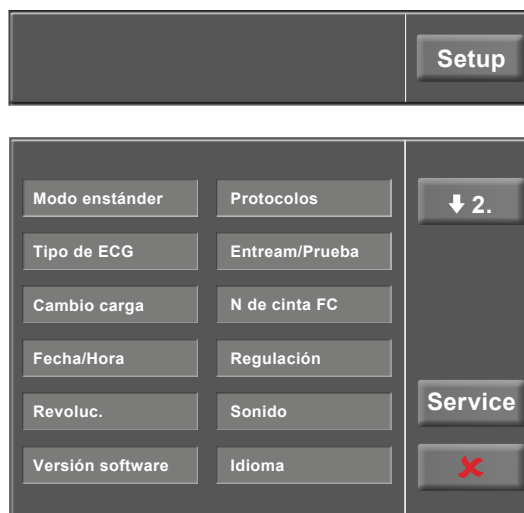 Setup
Modo enstánder
Protocolos
2.
Tipo de ECG
Entream/Prueba
Cambio carga
N de cinta FC
Fecha/Hora
Regulación
Revoluc.
Sonido
Service
Versión software
Idioma